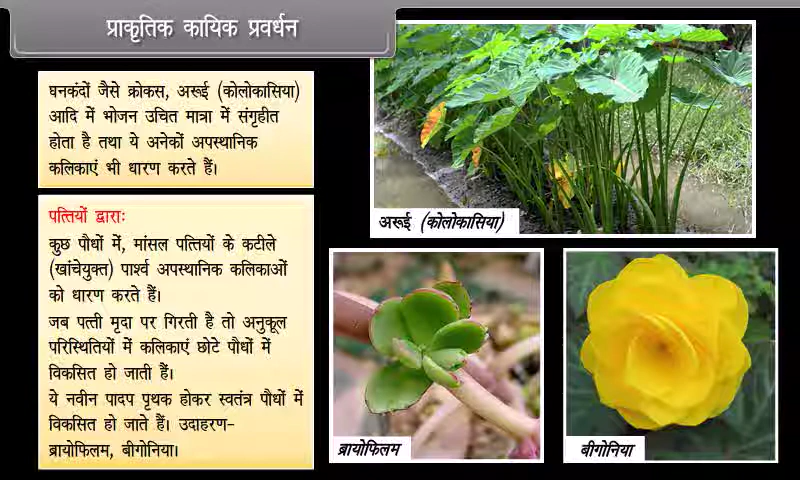 प्राकृतिक कायिक प्रवर्धन
घनकंदों जैसे क्रोकस, अरूई (कोलोकासिया)
आदि में भोजन उचित मात्रा में संगृहीत
होता है तथा ये अनेकों अपस्थानिक
कलिकाएं भी धारण करते हैं।
पत्तियों द्वाराः
कुछ पौधों में, मांसल पत्तियों के कटीले
(खांचेयुक्त) पार्श्व अपस्थानिक कलिकाओं
को धारण करते हैं।
जब पत्ती मृदा पर गिरती है तो अनुकूल
परिस्थितियों में कलिकाएं छोटे पौधों में
विकसित हो जाती हैं।
ये नवीन पादप पृथक होकर स्वतंत्र पौधों में
विकसित हो जाते हैं। उदाहरण-
ब्रायोफिलम, बीगोनिया।
अरूई (कोलोकासिया)
ब्रायोफिलम
बीगोनिया